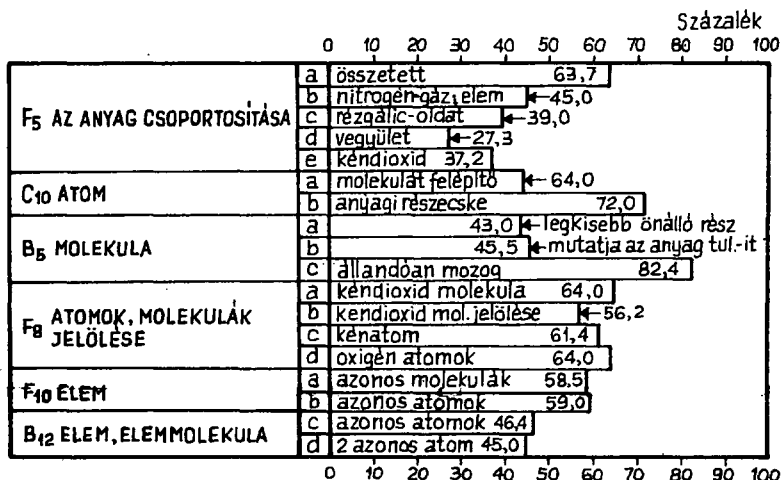 Százalék
0 10 20 30 40 50 60 70 80 90 100
F5 AZ ANYAG CSOPORTOSÍTÁSA
a összetett 63,7
b nitrogén-gáz, elem 45,0
c rézgálic-oldat 39,0
d vegyület 27,3
e kéndioxid 37,2
C10 ATOM
a molekulát felépítő 64,0
b anyagi részecske 72,0
B5 MOLEKULA
a 43,0 legkisebb önálló rész
b 45,5 mutatja az anyag tul.-it
c állandóan mozog 82,4
F8 ATOMOK, MOLEKULÁK
JELÖLÉSE
a kéndioxid molekula 64,0
b kéndioxid mol. jelölése 56,2
c kénatom 61,4
d oxigén atomok 64,0
F10 ELEM
a azonos molekulák 58.5
b azonos atomok 59,0
B12 ELEM, ELEMMOLEKULA
c azonos atomok 46,4
d 2 azonos atom 45,0
0 10 20 30 40 50 60 70 80 90 100